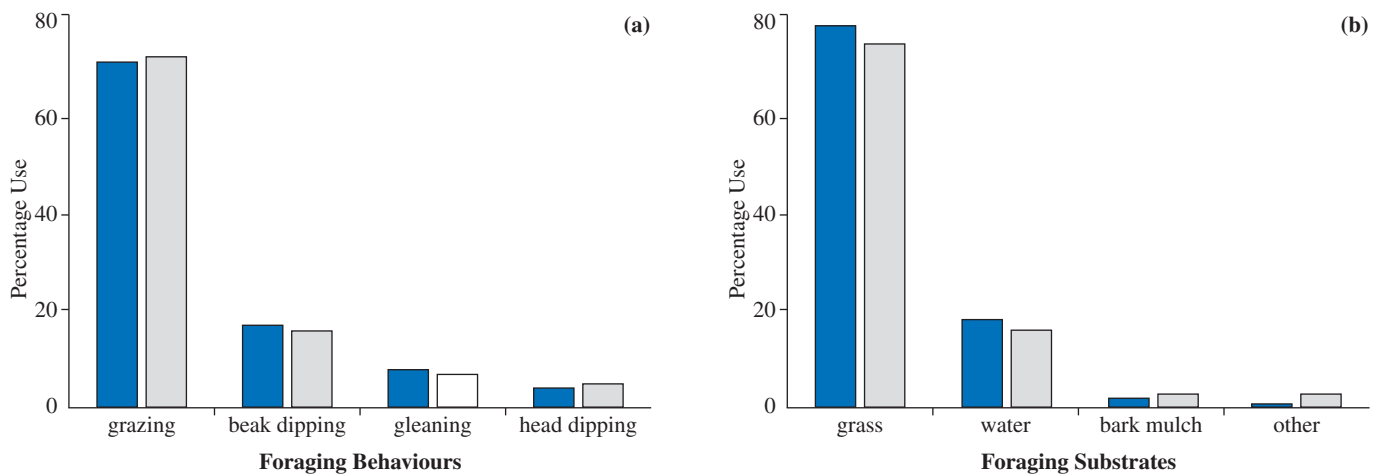 (a)
Percentage Use
80
60
40
20
0
grazing beak dipping gleaning head dipping
Foraging Behaviours
(b)
Percentage Use
80
60
40
20
0
grass water bark mulch other
Foraging Substrates